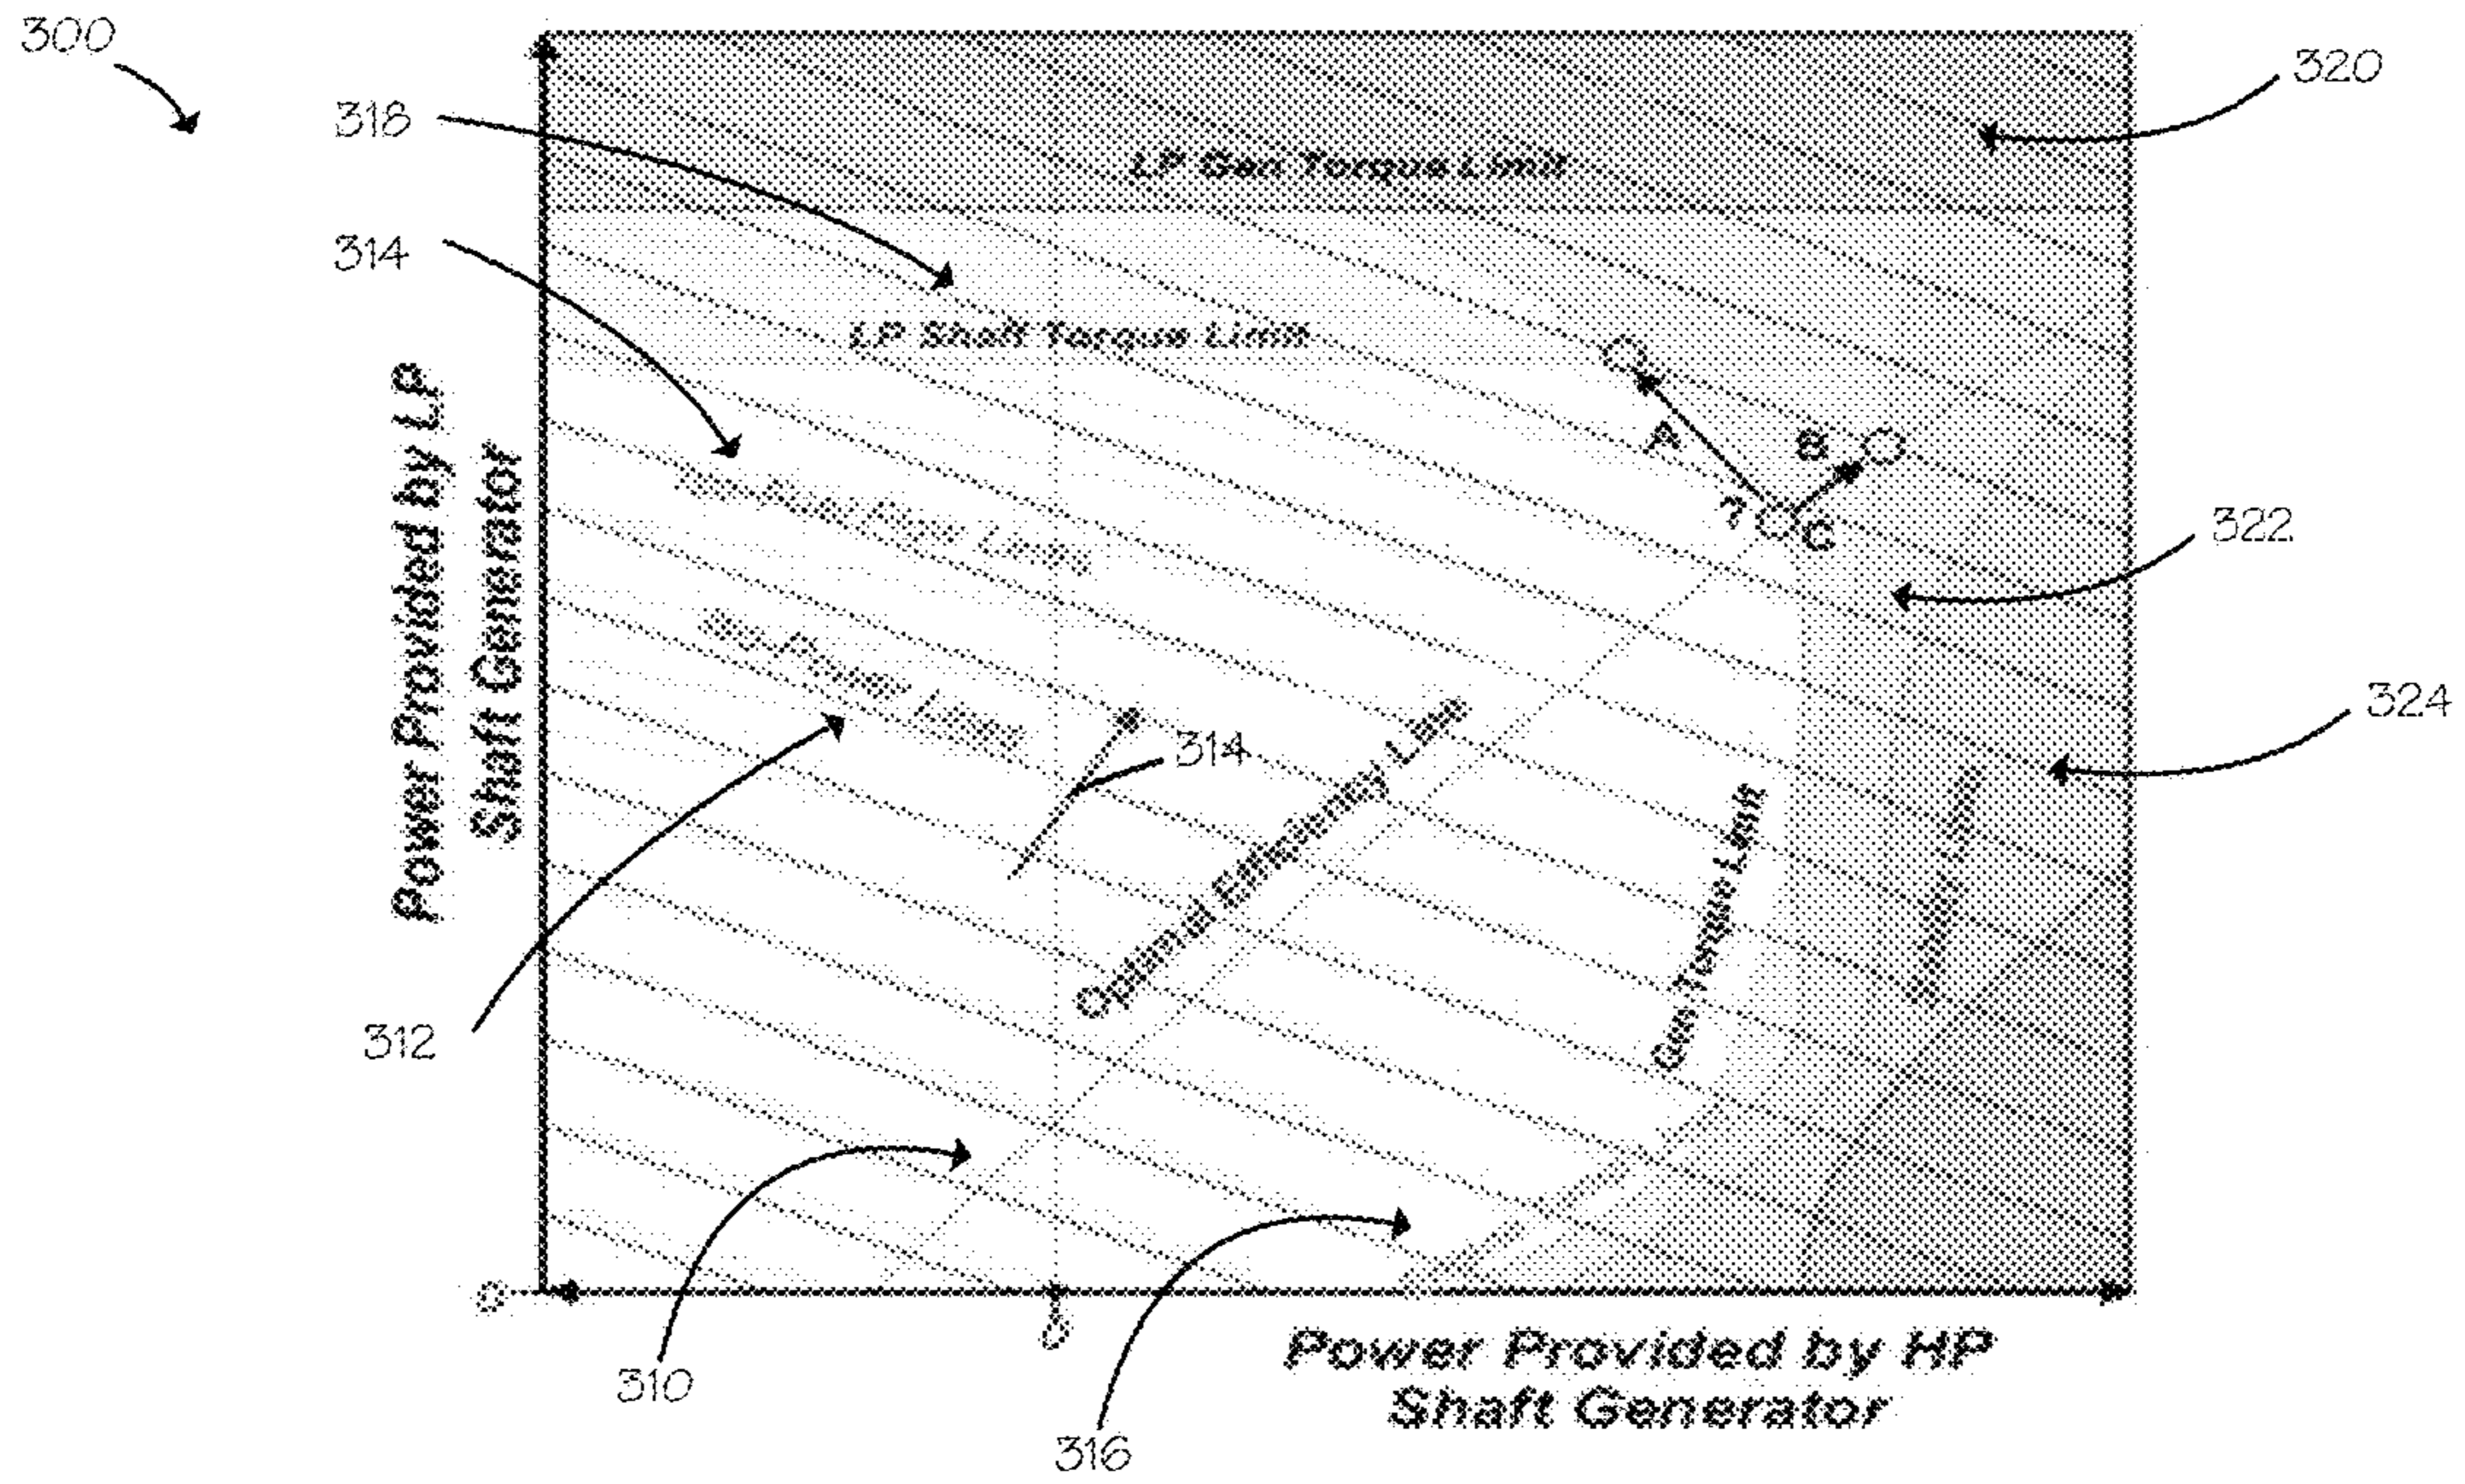 300
320
318
LP Gen Torque Limit
314
LP Shaft Torque Limit
A
B
? C
322
Power Provided by LP
Shaft Generator
Lines
324
314
Optimal Efficiency Line
Gen Torque Limit
312
0
0
Power Provided by HP
Shaft Generator
310
316